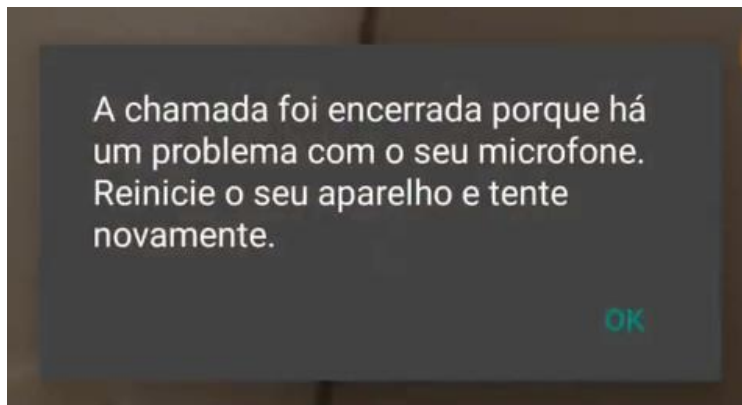 A chamada foi encerrada porque há
um problema com o seu microfone.
Reinicie o seu aparelho e tente
novamente.
OK